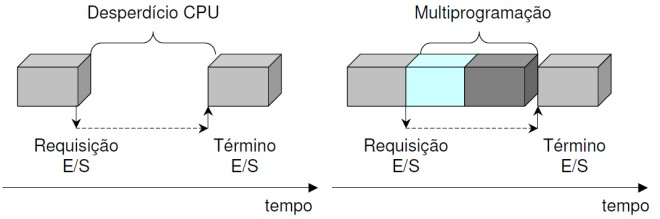 Desperdício CPU
Requisição
E/S
Término
E/S
tempo
Multiprogramação
Requisição
E/S
Término
E/S
tempo